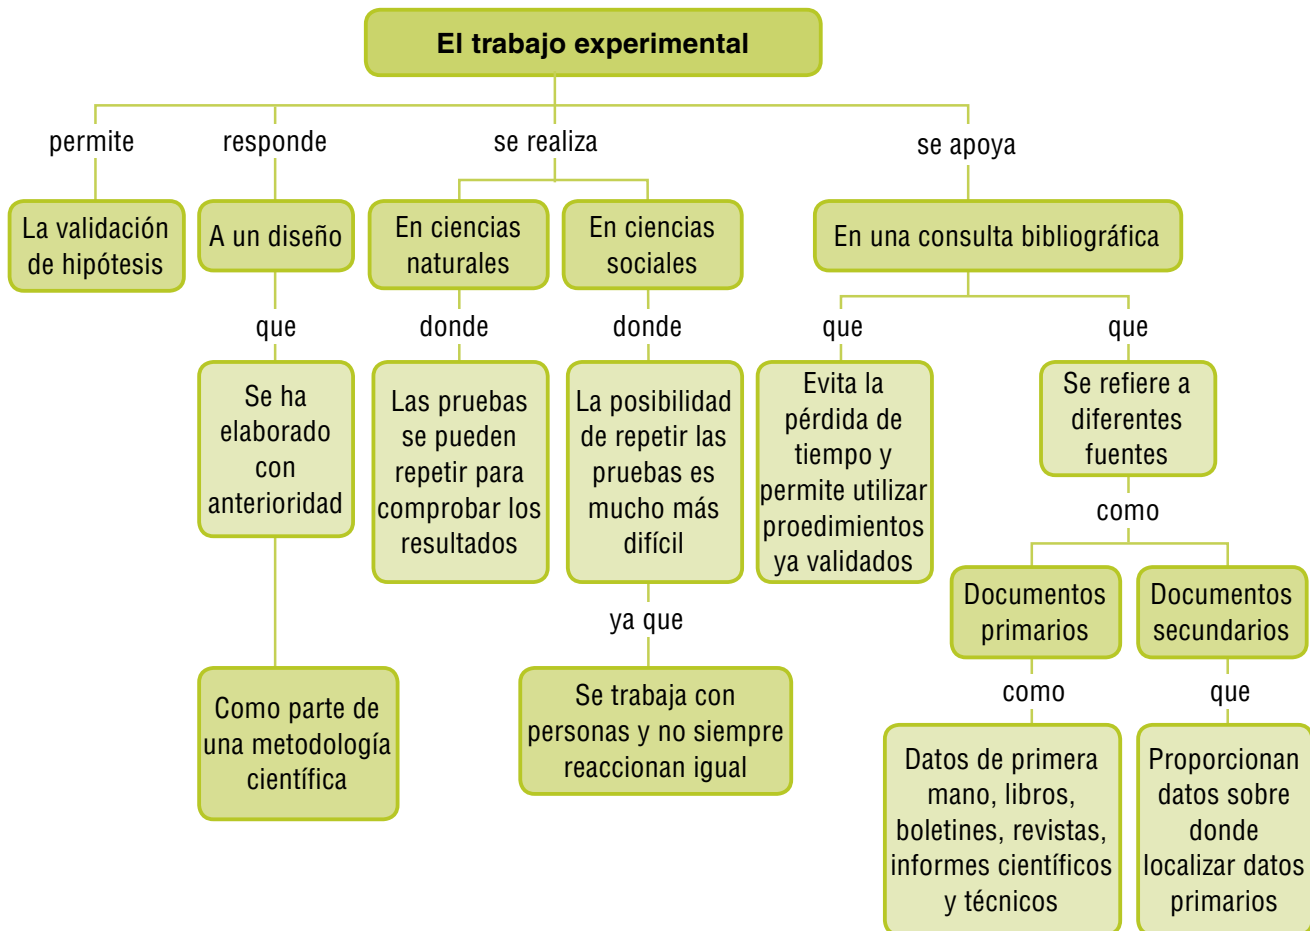 El trabajo experimental
permite
responde
se realiza
se apoya
La validación
de hipótesis
A un diseño
En ciencias
naturales
En ciencias
sociales
En una consulta bibliográfica
que
donde
donde
que
que
Se ha
elaborado
con
anterioridad
Las pruebas
se pueden
repetir para
comprobar los
resultados
La posibilidad
de repetir las
pruebas es
mucho más
difícil
Evita la
pérdida de
tiempo y
permite utilizar
proedimientos
ya validados
Se refiere a
diferentes
fuentes
como
Documentos
primarios
Documentos
secundarios
ya que
como
que
Como parte de
una metodología
científica
Se trabaja con
personas y no siempre
reaccionan igual
Datos de primera
mano, libros,
boletines, revistas,
informes científicos
y técnicos
Proporcionan
datos sobre
donde
localizar datos
primarios